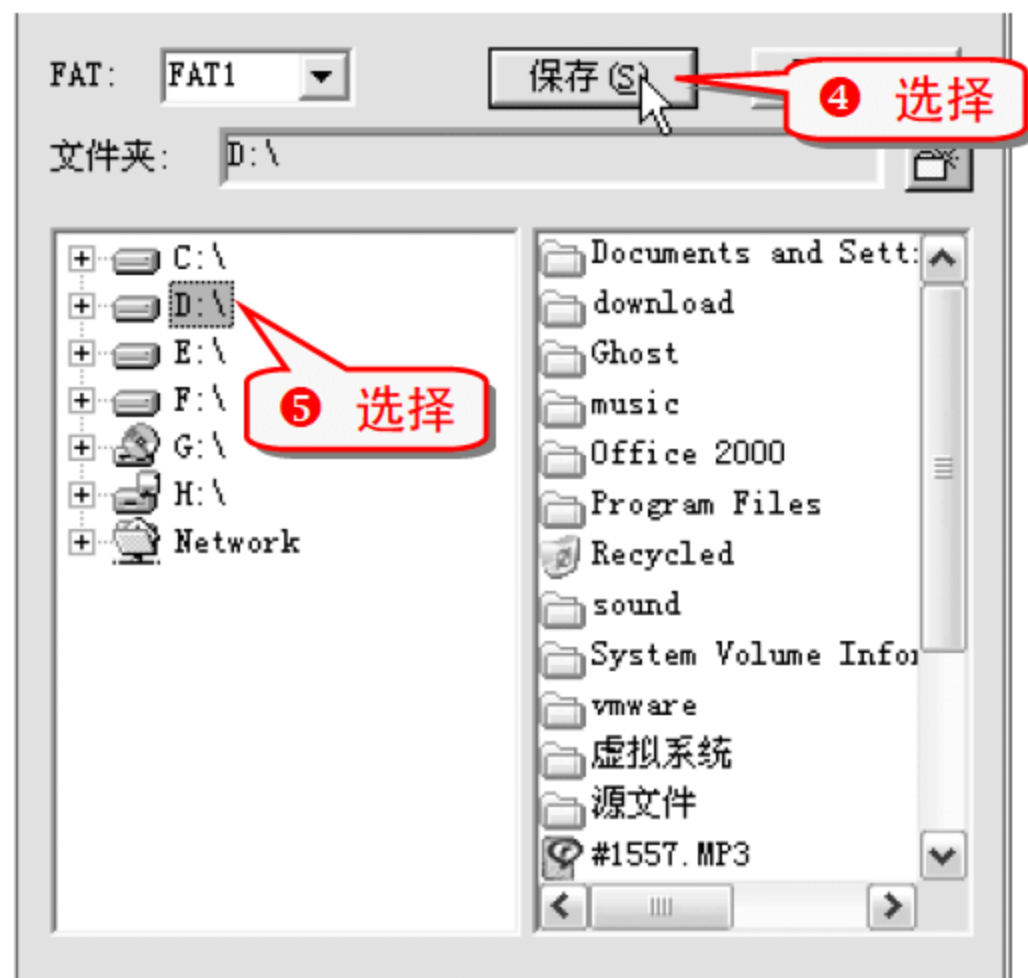 FAT: FAT1 保存(S)
❹ 选择
文件夹: D:\
C:\
D:\
E:\
F:\
G:\
H:\
Network
❺ 选择
Documents and Sett
download
Ghost
music
Office 2000
Program Files
Recycled
sound
System Volume Infor
vmware
虚拟系统
源文件
#1557.MP3